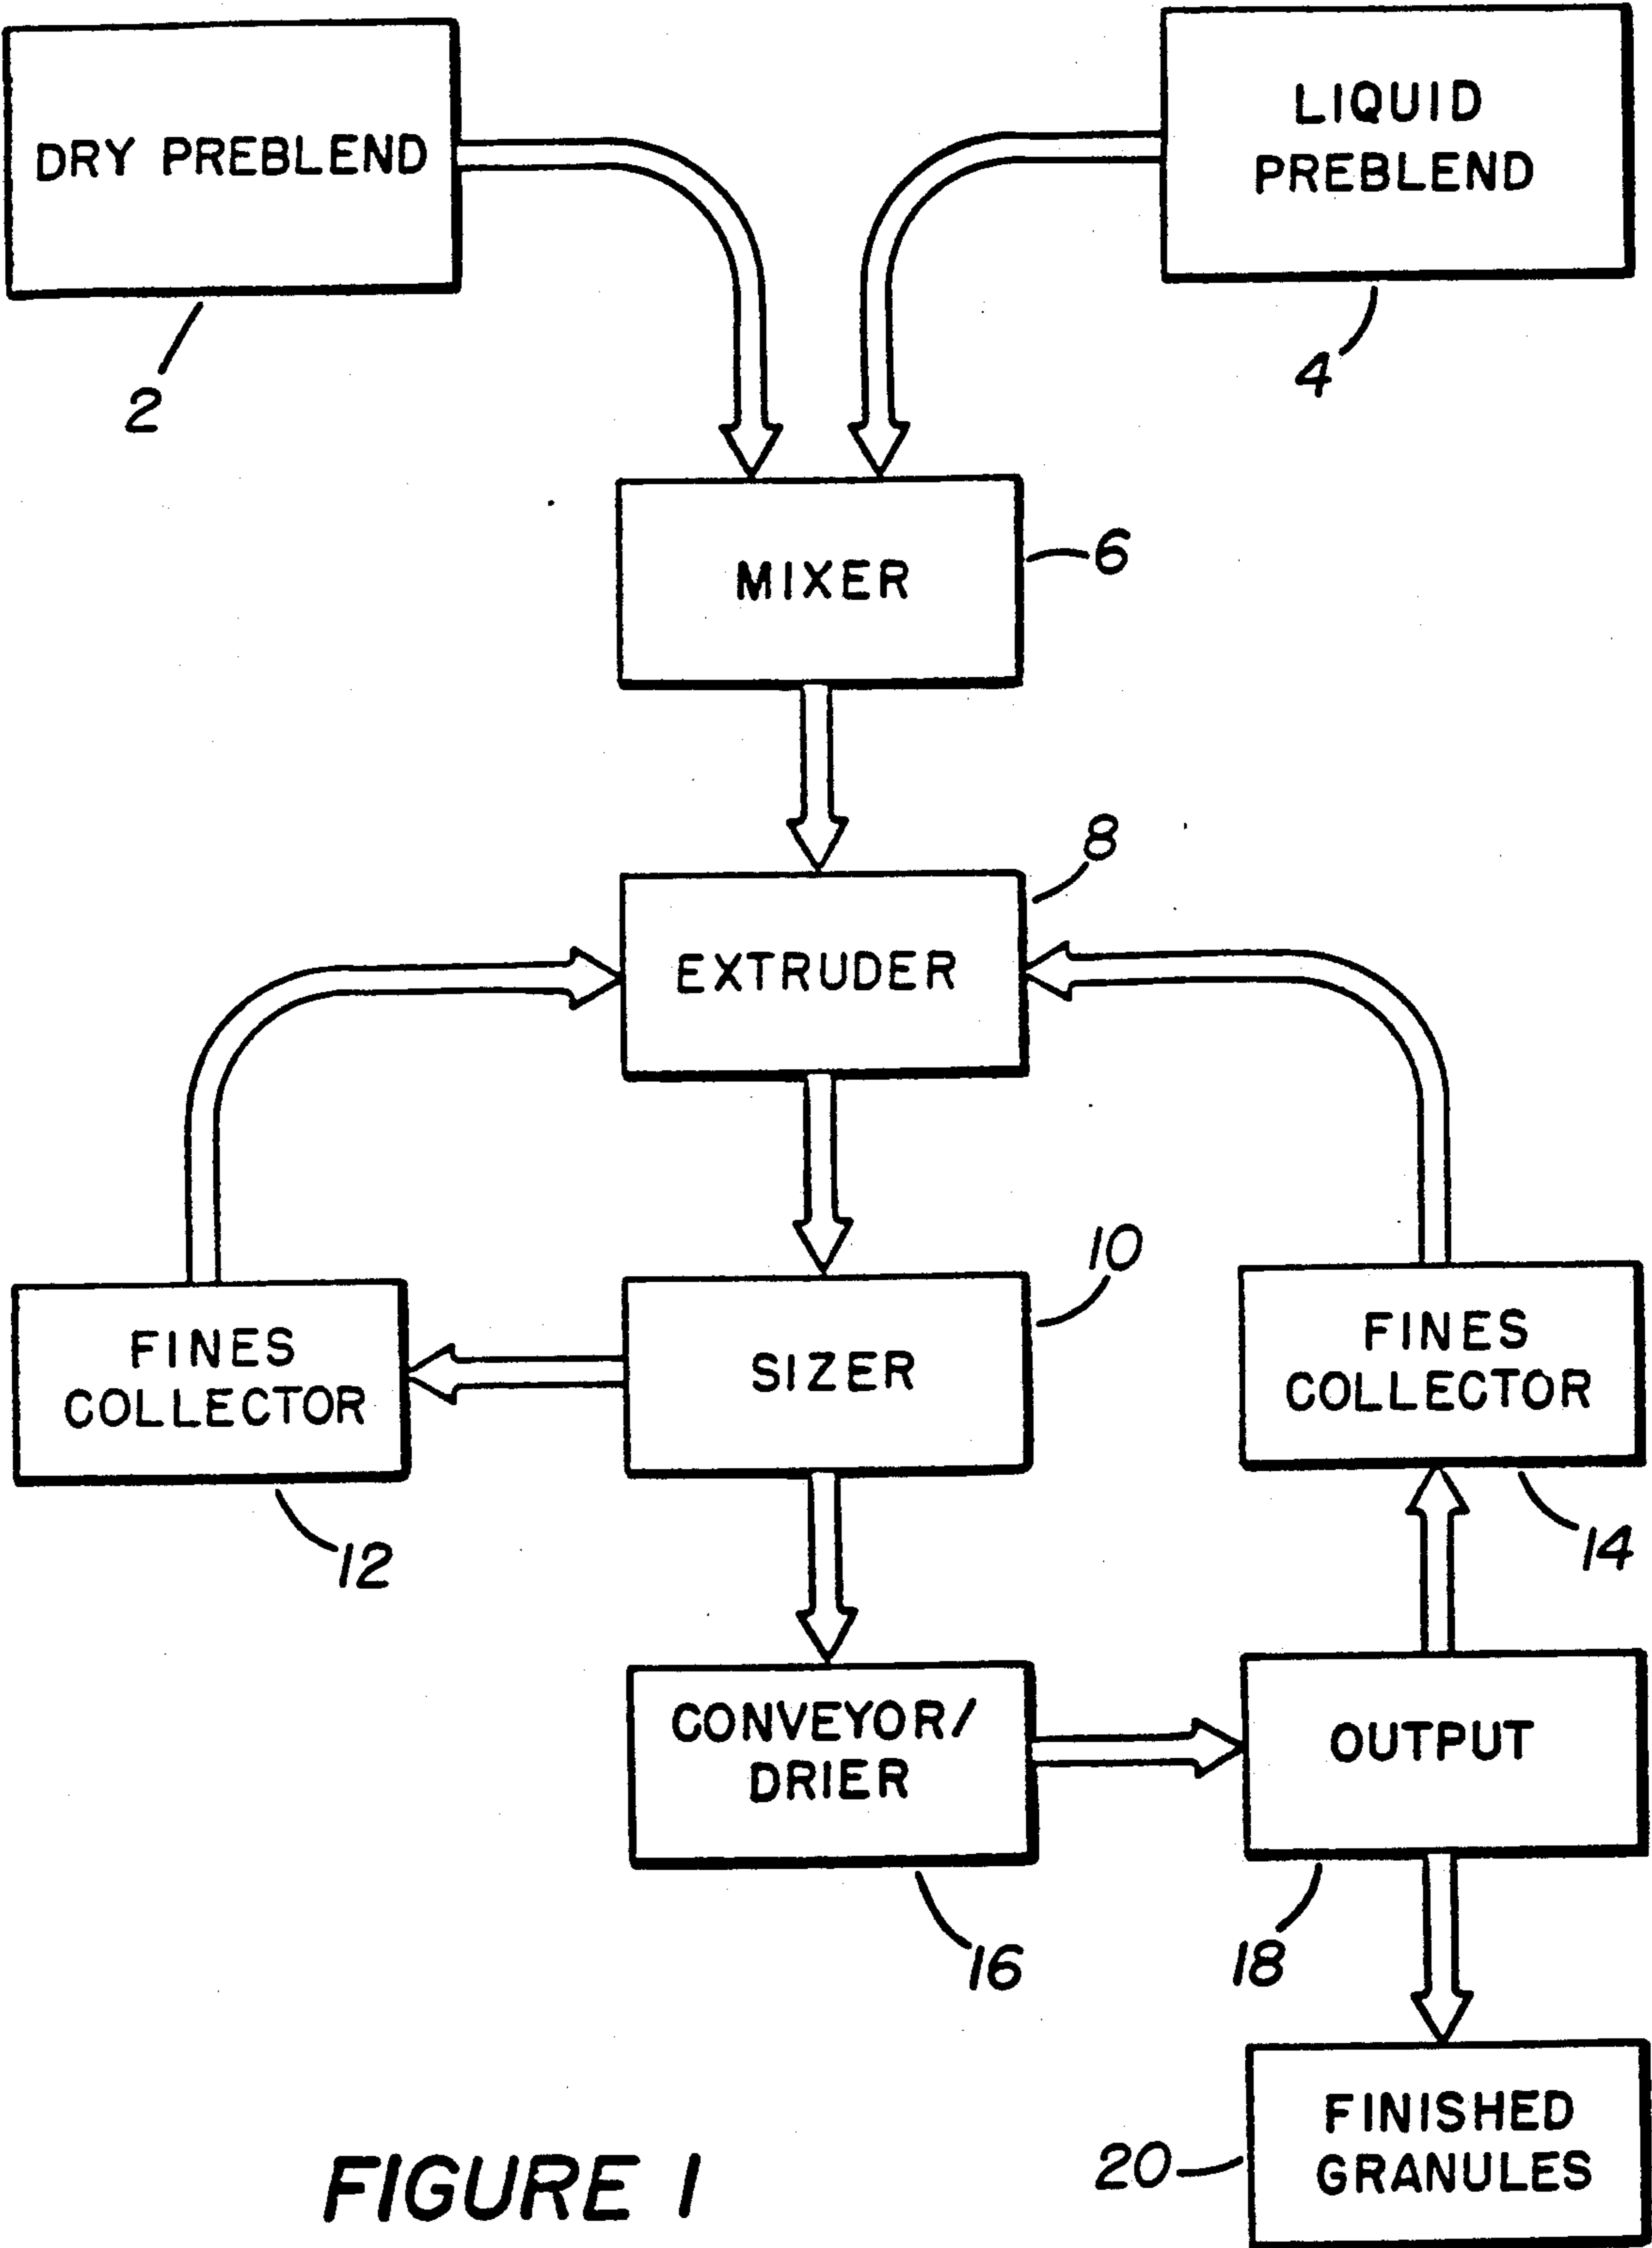 DRY PREBLEND
2
LIQUID
PREBLEND
4
MIXER
6
EXTRUDER
8
SIZER
10
FINES
COLLECTOR
12
FINES
COLLECTOR
14
CONVEYOR/
DRIER
16
OUTPUT
18
FINISHED
GRANULES
20
FIGURE 1